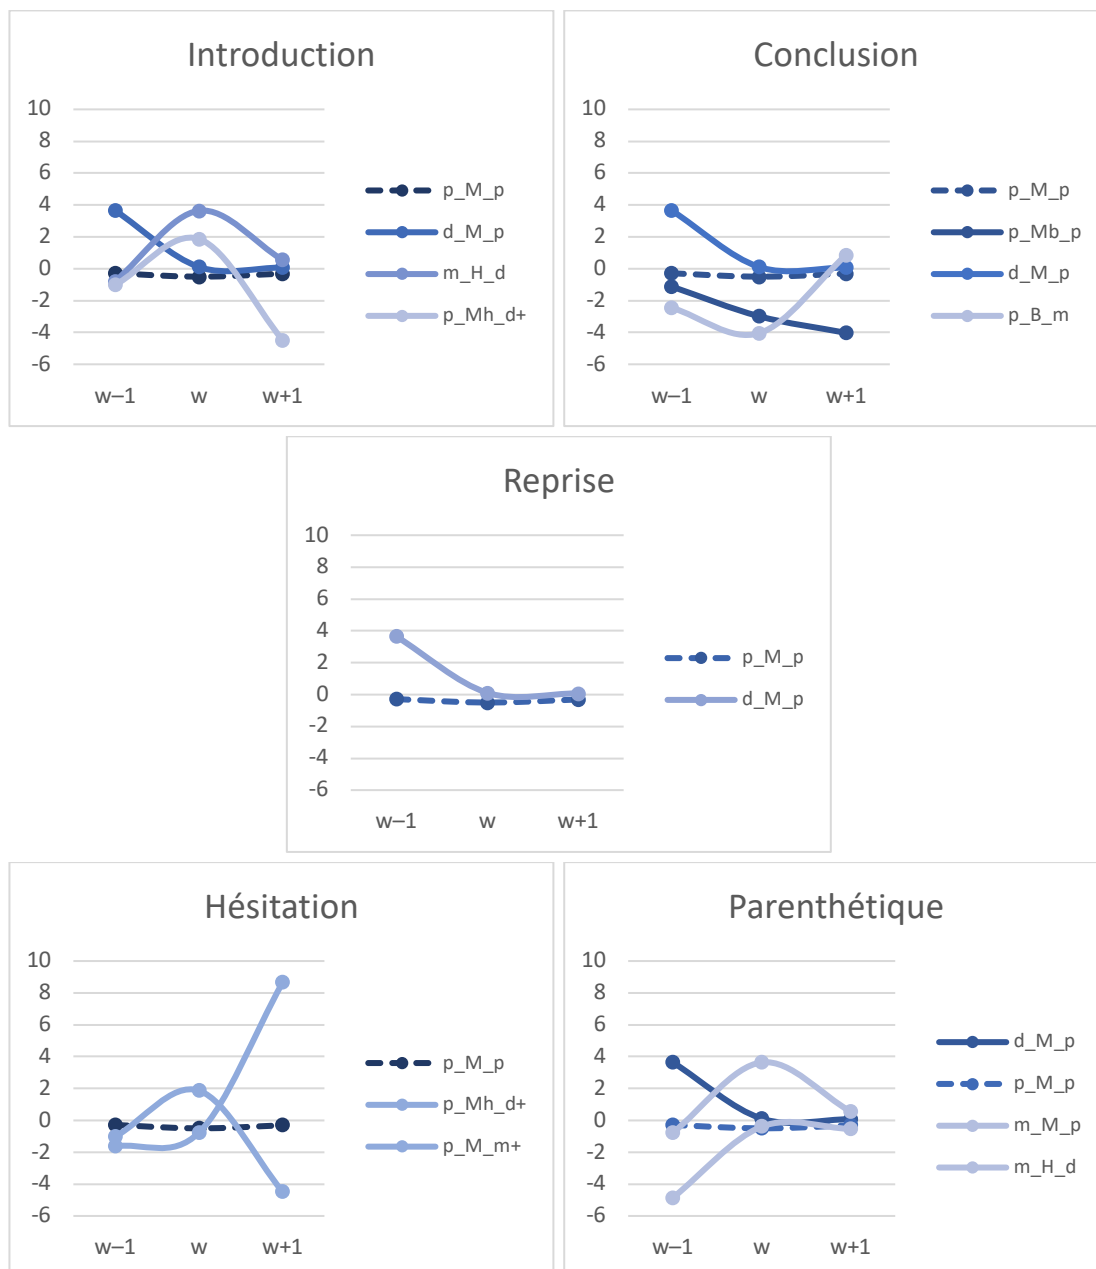 Introduction
10
8
6
4
2
0
-2
-4
-6
w–1 w w+1
p_M_p
d_M_p
m_H_d
p_Mh_d+
Conclusion
10
8
6
4
2
0
-2
-4
-6
w–1 w w+1
p_M_p
p_Mb_p
d_M_p
p_B_m
Reprise
10
8
6
4
2
0
-2
-4
-6
w–1 w w+1
p_M_p
d_M_p
Hésitation
10
8
6
4
2
0
-2
-4
-6
w–1 w w+1
p_M_p
p_Mh_d+
p_M_m+
Parenthétique
10
8
6
4
2
0
-2
-4
-6
w–1 w w+1
d_M_p
p_M_p
m_M_p
m_H_d